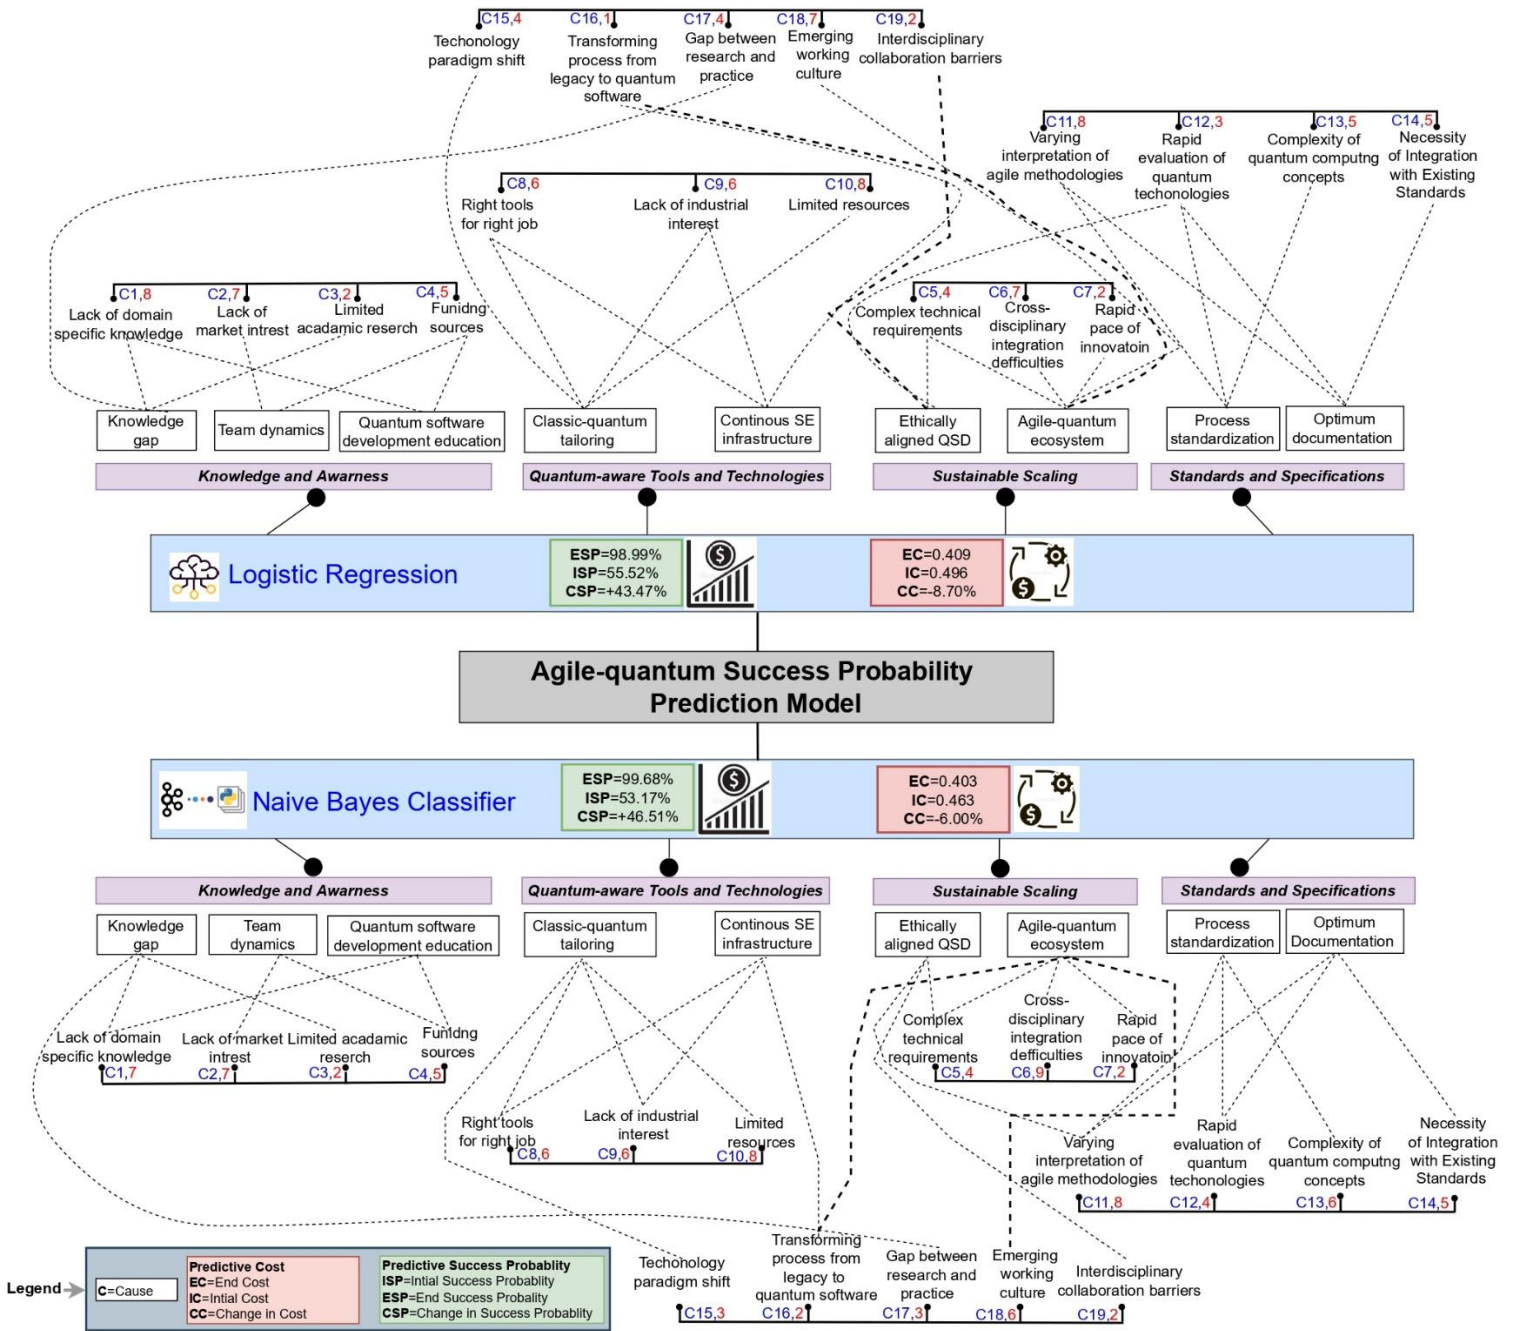 C15,4 C16,1 C17,4 C18,7 C19,2
Techonology
paradigm shift
Transforming
process from
legacy to quantum
software
Gap between
research and
practice
Emerging
working
culture
Interdisciplinary
collaboration barriers
C11,8 C12,3 C13,5 C14,5
Varying
interpretation of
agile methodologies
Rapid
evaluation of
quantum
techonologies
Complexity of
quantum computng
concepts
Necessity
of Integration
with Existing
Standards
C8,6 C9,6 C10,8
Right tools
for right job
Lack of industrial
interest
Limited resources
C1,8 C2,7 C3,2 C4,5
Lack of domain
specific knowledge
Lack of
market intrest
Limited
acadamic reserch
Funidng
sources
C5,4 C6,7 C7,2
Complex technical
requirements
Cross-
disciplinary
integration
defficulties
Rapid
pace of
innovatoin
Knowledge
gap
Team dynamics
Quantum software
development education
Classic-quantum
tailoring
Continous SE
infrastructure
Ethically
aligned QSD
Agile-quantum
ecosystem
Process
standardization
Optimum
documentation
Knowledge and Awarness
Quantum-aware Tools and Technologies
Sustainable Scaling
Standards and Specifications
Logistic Regression
ESP=98.99%
ISP=55.52%
CSP=+43.47%
EC=0.409
IC=0.496
CC=-8.70%
Agile-quantum Success Probability
Prediction Model
Naive Bayes Classifier
ESP=99.68%
ISP=53.17%
CSP=+46.51%
EC=0.403
IC=0.463
CC=-6.00%
Knowledge and Awarness
Quantum-aware Tools and Technologies
Sustainable Scaling
Standards and Specifications
Knowledge
gap
Team
dynamics
Quantum software
development education
Classic-quantum
tailoring
Continous SE
infrastructure
Ethically
aligned QSD
Agile-quantum
ecosystem
Process
standardization
Optimum
Documentation
Lack of domain
specific knowledge
Lack of market
intrest
Limited acadamic
reserch
Funidng
sources
C1,7 C2,7 C3,2 C4,5
Complex
technical
requirements
Cross-
disciplinary
integration
defficulties
Rapid
pace of
innovatoin
C5,4 C6,9 C7,2
Right tools
for right job
Lack of industrial
interest
Limited
resources
C8,6 C9,6 C10,8
Varying
interpretation of
agile methodologies
Rapid
evaluation of
quantum
techonologies
Complexity of
quantum computng
concepts
Necessity
of Integration
with Existing
Standards
C11,8 C12,4 C13,6 C14,5
Techonology
paradigm shift
Transforming
process from
legacy to
quantum software
Gap between
research and
practice
Emerging
working
culture
Interdisciplinary
collaboration barriers
C15,3 C16,2 C17,3 C18,6 C19,2
Legend
C=Cause
Predictive Cost
EC=End Cost
IC=Intial Cost
CC=Change in Cost
Predictive Success Probablity
ISP=Intial Success Probablity
ESP=End Success Probality
CSP=Change in Success Probablity